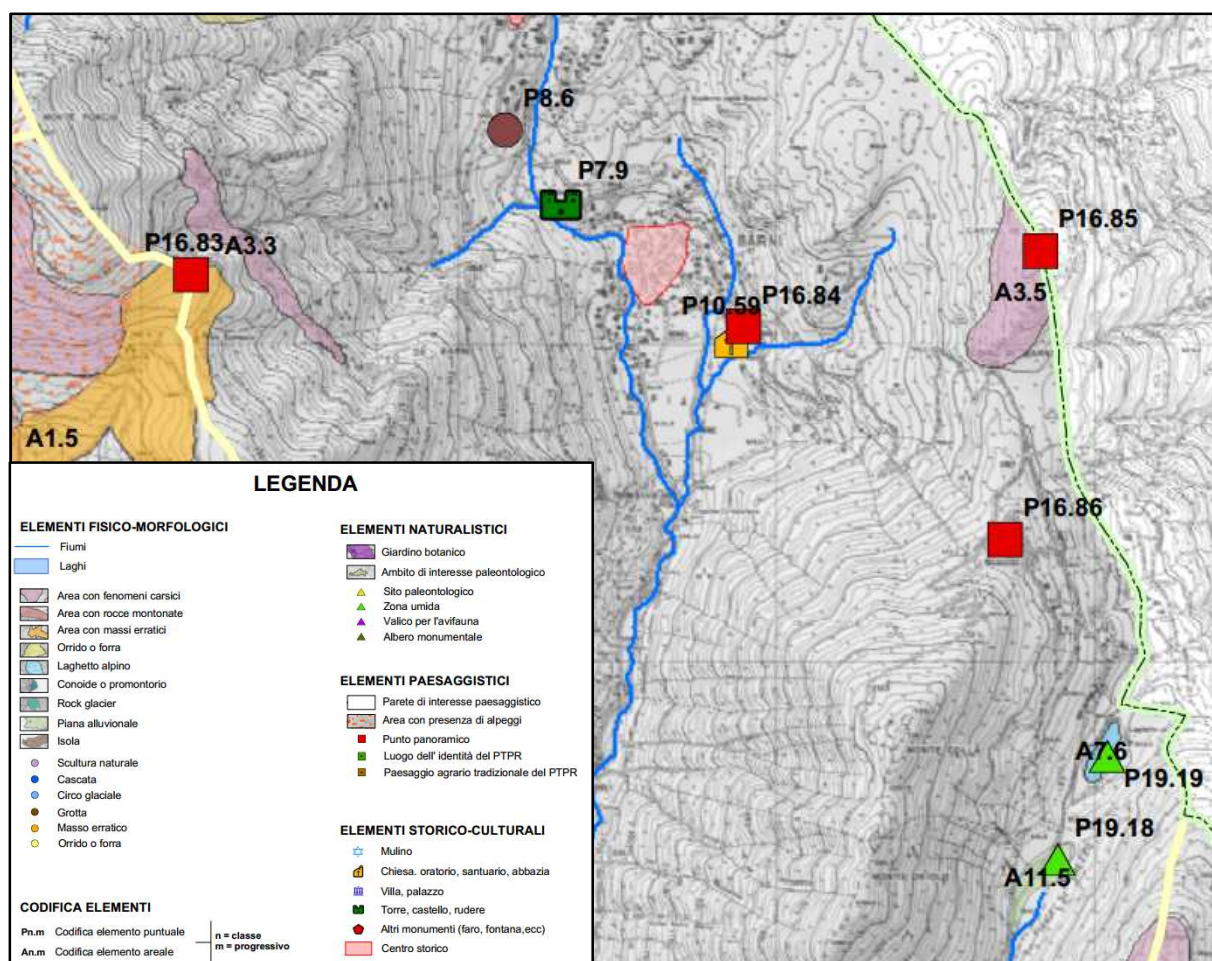 P8.6
P7.9
P16.83
A3.3
BARNI
P10.59
P16.84
P16.85
A3.5
A1.5
P16.86
A7.6
P19.19
P19.18
A11.5
LEGENDA
ELEMENTI FISICO-MORFOLOGICI
Fiumi
Laghi
Area con fenomeni carsici
Area con rocce montonate
Area con massi erratici
Orrido o forra
Laghetto alpino
Conoide o promontorio
Rock glacier
Piana alluvionale
Isola
Scultura naturale
Cascata
Circo glaciale
Grotta
Masso erratico
Orrido o forra
CODIFICA ELEMENTI
Pn.m Codifica elemento puntuale
An.m Codifica elemento areale
n = classe
m = progressivo
ELEMENTI NATURALISTICI
Giardino botanico
Ambito di interesse paleontologico
Sito paleontologico
Zona umida
Valico per l'avifauna
Albero monumentale
ELEMENTI PAESAGGISTICI
Parete di interesse paesaggistico
Area con presenza di alpeggi
Punto panoramico
Luogo dell' identità del PTPR
Paesaggio agrario tradizionale del PTPR
ELEMENTI STORICO-CULTURALI
Mulino
Chiesa. oratorio, santuario, abbazia
Villa, palazzo
Torre, castello, rudere
Altri monumenti (faro, fontana,ecc)
Centro storico